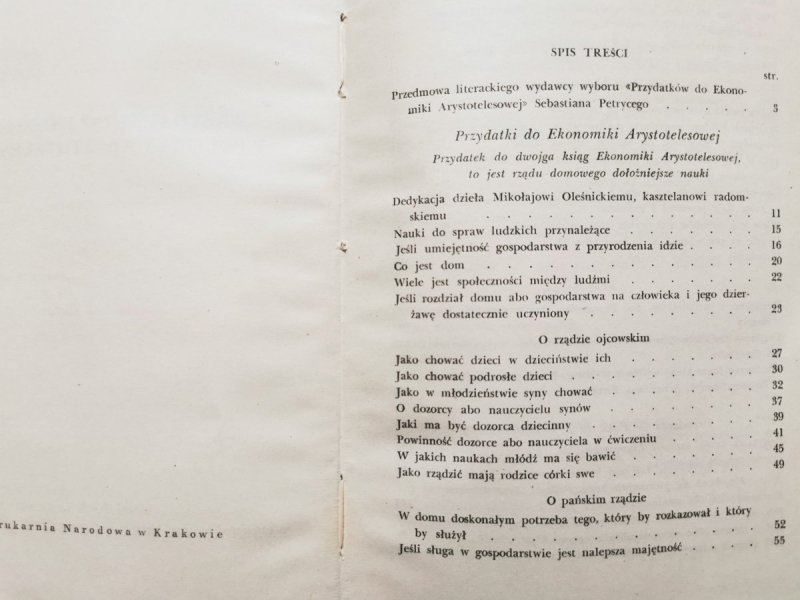 rukarnia Narodowa w Krakowie
SPIS TREŚCI
str.
Przedmowa literackiego wydawcy wyboru «Przydatków do Ekono-
miki Arystotelesowej» Sebastiana Petrycego . . . . . 3
Przydatki do Ekonomiki Arystotelesowej
Przydatek do dwojga ksiąg Ekonomiki Arystotelesowej,
to jest rządu domowego dołożniejsze nauki
Dedykacja dzieła Mikołajowi Oleśnickiemu, kasztelanowi radom-
skiemu . . . . . . . . . . . . . 11
Nauki do spraw ludzkich przynależące . . . . . . . 15
Jeśli umiejętność gospodarstwa z przyrodzenia idzie . . . . 16
Co jest dom . . . . . . . . . . . . . 20
Wiele jest społeczności między ludźmi . . . . . . . 22
Jeśli rozdział domu abo gospodarstwa na człowieka i jego dzier-
żawę dostatecznie uczyniony . . . . . . . . 23
O rządzie ojcowskim
Jako chować dzieci w dzieciństwie ich . . . . . . . 27
Jako chować podrosłe dzieci . . . . . . . . . . 30
Jako w młodzieństwie syny chować . . . . . . . . 32
O dozorcy abo nauczycielu synów . . . . . . . . 37
Jaki ma być dozorca dziecinny . . . . . . . . . 39
Powinność dozorce abo nauczyciela w ćwiczeniu . . . . . 41
W jakich naukach młódź ma się bawić . . . . . . . 45
Jako rządzić mają rodzice córki swe . . . . . . . . 49
O pańskim rządzie
W domu doskonałym potrzeba tego, który by rozkazował i który
by służył . . . . . . . . . . . . . 52
Jeśli sługa w gospodarstwie jest nalepsza majętność . . . . 55